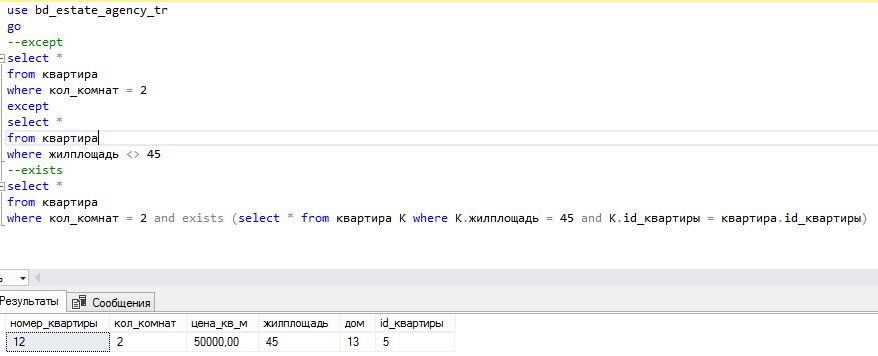 use bd_estate_agency_tr
go
--except
select *
from квартира
where кол_комнат = 2
except
select *
from квартира
where жилплощадь <> 45
--exists
select *
from квартира
where кол_комнат = 2 and exists (select * from квартира К where К.жилплощадь = 45 and К.id_квартиры = квартира.id_квартиры)
Результаты Сообщения
номер_квартиры кол_комнат цена_кв_м жилплощадь дом id_квартиры
12 2 50000,00 45 13 5